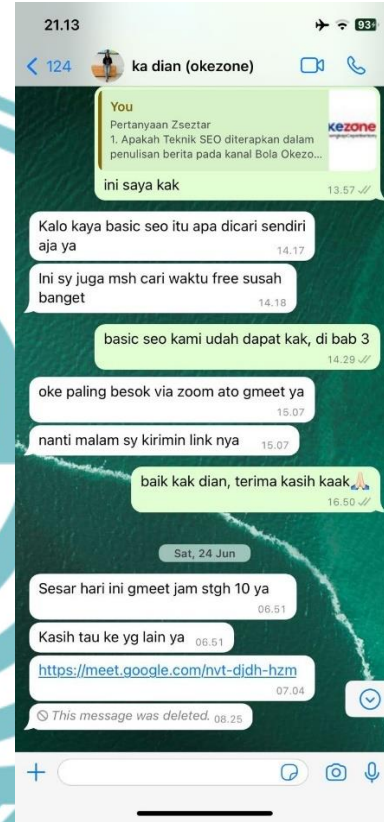 21.13
93
124
ka dian (okezone)
You
Pertanyaan Zseztar
1. Apakah Teknik SEO diterapkan dalam
penulisan berita pada kanal Bola Okezo...
kezone
ini saya kak
13.57
Kalo kaya basic seo itu apa dicari sendiri
aja ya
14.17
Ini sy juga msh cari waktu free susah
banget
14.18
basic seo kami udah dapat kak, di bab 3
14.29
oke paling besok via zoom ato gmeet ya
15.07
nanti malam sy kirimin link nya 15.07
baik kak dian, terima kasih kaak🙏🏻
16.50
Sat, 24 Jun
Sesar hari ini gmeet jam stgh 10 ya
06.51
Kasih tau ke yg lain ya 06.51
https://meet.google.com/nvt-djdh-hzm
07.04
This message was deleted. 08.25